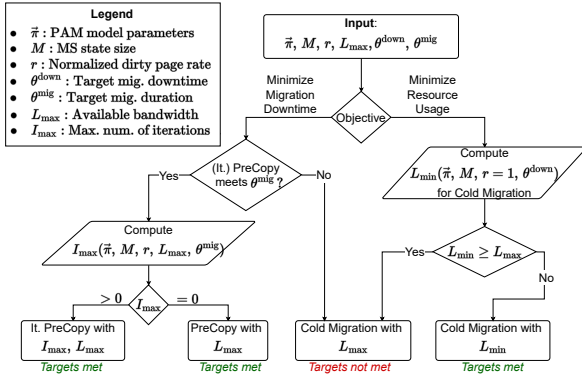 Legend
• π⃗ : PAM model parameters
• M : MS state size
• r : Normalized dirty page rate
• θ^down : Target mig. downtime
• θ^mig : Target mig. duration
• L_max : Available bandwidth
• I_max : Max. num. of iterations
Input:
π⃗, M, r, L_max, θ^down, θ^mig
Minimize
Migration
Downtime
Objective
Minimize
Resource
Usage
(It.) PreCopy
meets θ^mig ?
Yes
No
Compute
L_min(π⃗, M, r = 1, θ^down)
for Cold Migration
Compute
I_max(π⃗, M, r, L_max, θ^mig)
Yes
L_min ≥ L_max
No
> 0
I_max
= 0
It. PreCopy with
I_max, L_max
Targets met
PreCopy with
L_max
Targets met
Cold Migration with
L_max
Targets not met
Cold Migration with
L_min
Targets met